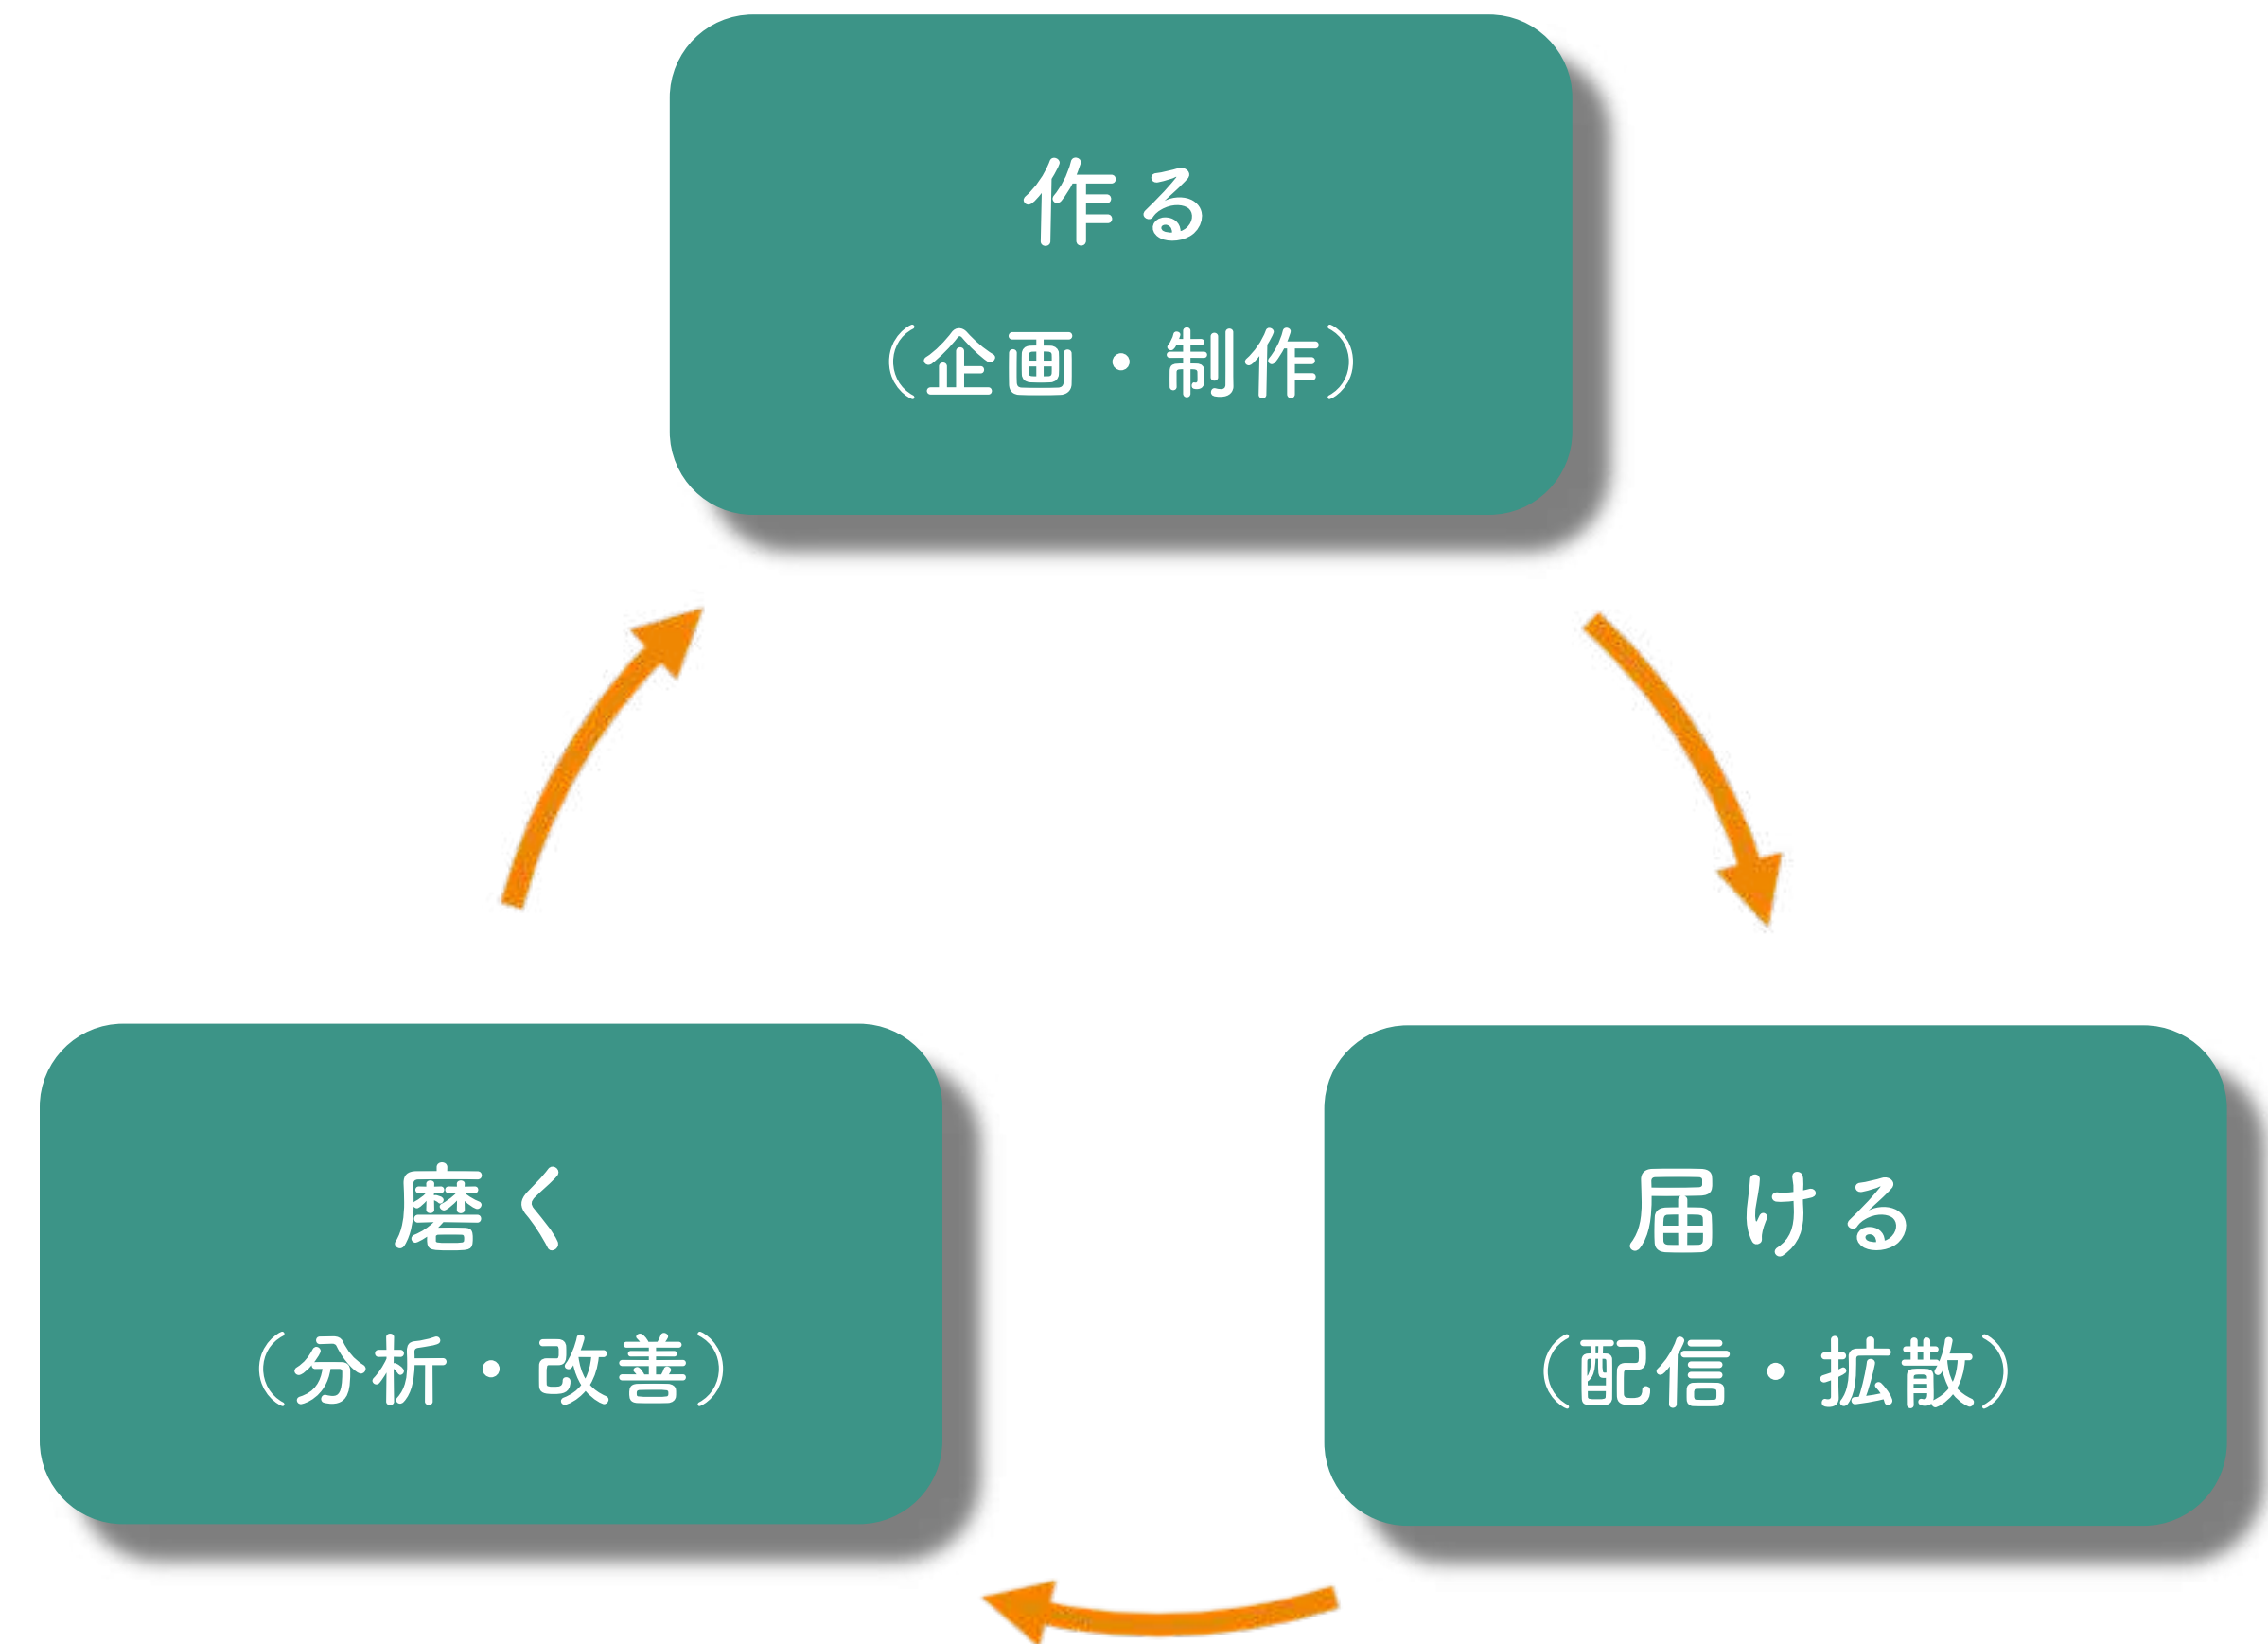 作る
（企画・制作）
磨く
（分析・改善）
届ける
（配信・拡散）